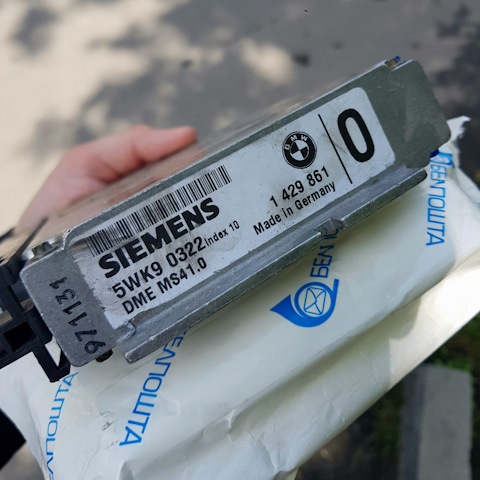 SIEMENS
5WK9 0322 Index 10
DME MS41.0
BMW
1 429 861
Made in Germany
0
971131
БЕЛПОШТА
БЕЛПОШТА
БЕЛПОШТА